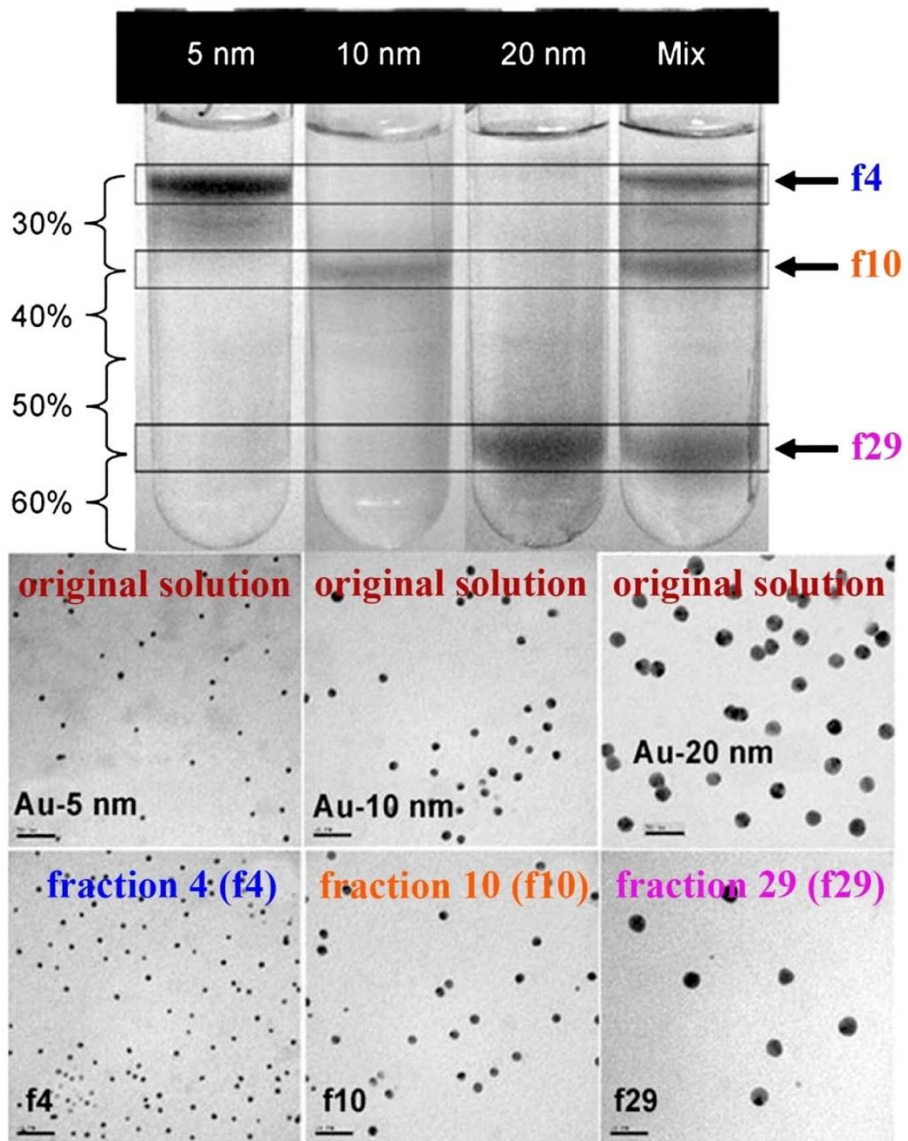 5 nm 10 nm 20 nm Mix
f4
30%
f10
40%
50%
f29
60%
original solution original solution original solution
Au-5 nm Au-10 nm Au-20 nm
fraction 4 (f4) fraction 10 (f10) fraction 29 (f29)
f4 f10 f29